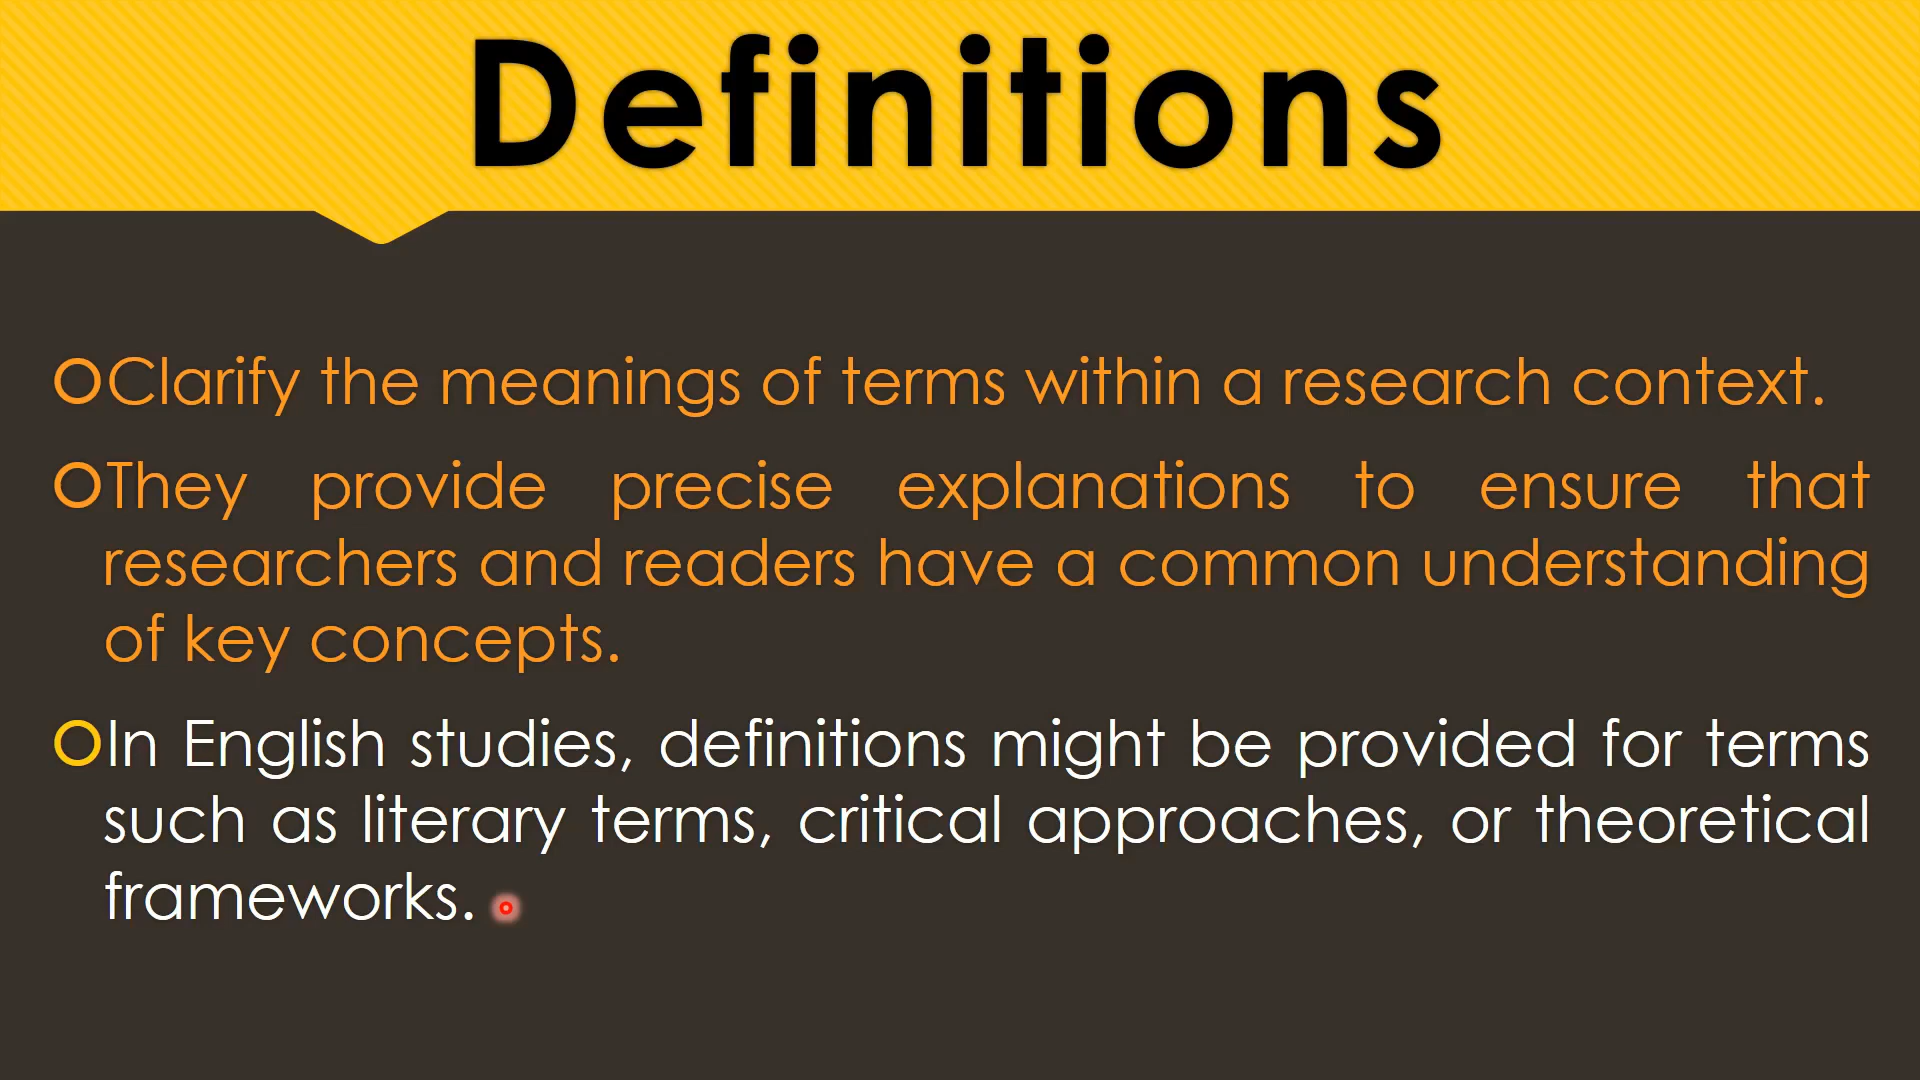 Definitions
Clarify the meanings of terms within a research context.
They provide precise explanations to ensure that
researchers and readers have a common understanding
of key concepts.
In English studies, definitions might be provided for terms
such as literary terms, critical approaches, or theoretical
frameworks.